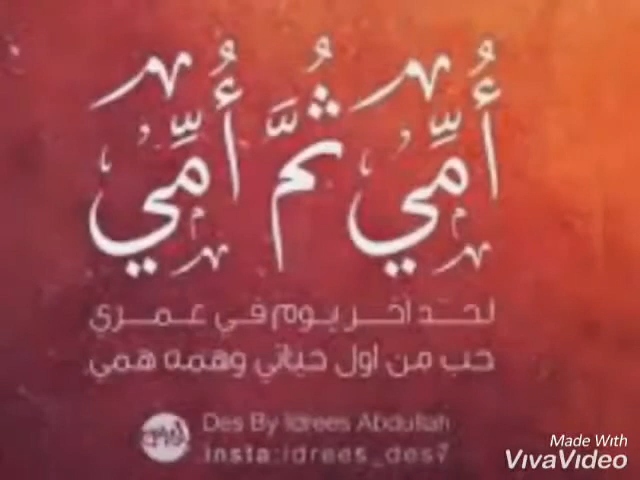 أُمِّي ثُمَّ أُمِّي
لحد آخر يوم في عمري
حب من اول حياتي وهمه همي
Des By Idrees Abdullah
insta:idrees_des7
Made With
VivaVideo